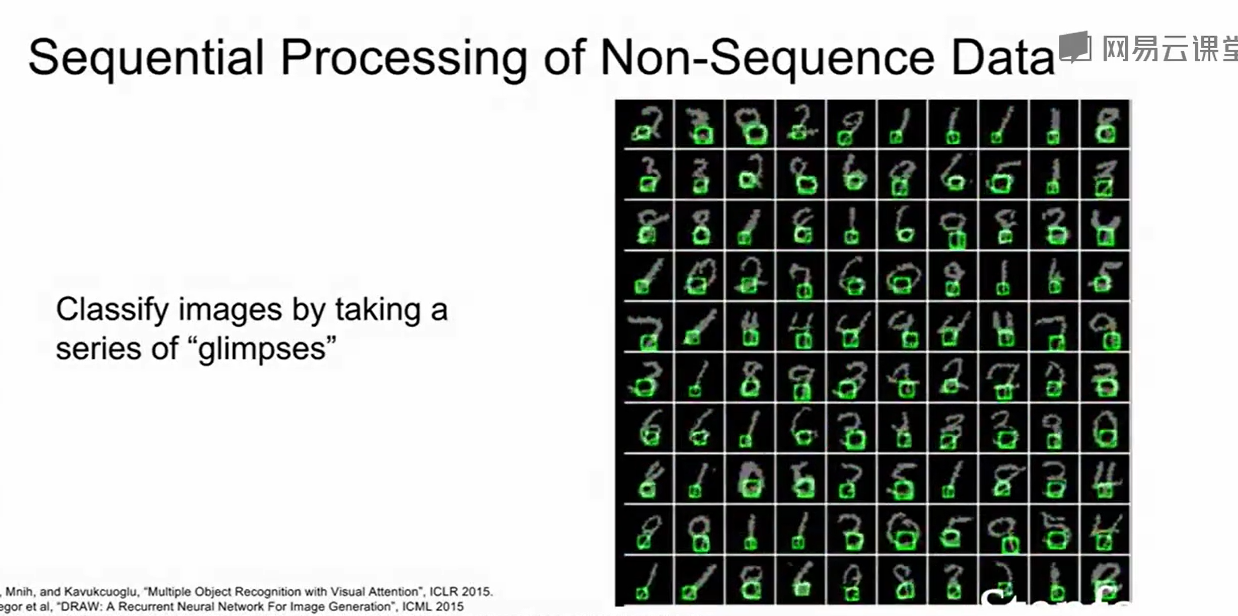 Sequential Processing of Non-Sequence Data
网易云课堂
Classify images by taking a
series of “glimpses”
, Mnih, and Kavukcuoglu, “Multiple Object Recognition with Visual Attention”, ICLR 2015.
egor et al, “DRAW: A Recurrent Neural Network For Image Generation”, ICML 2015